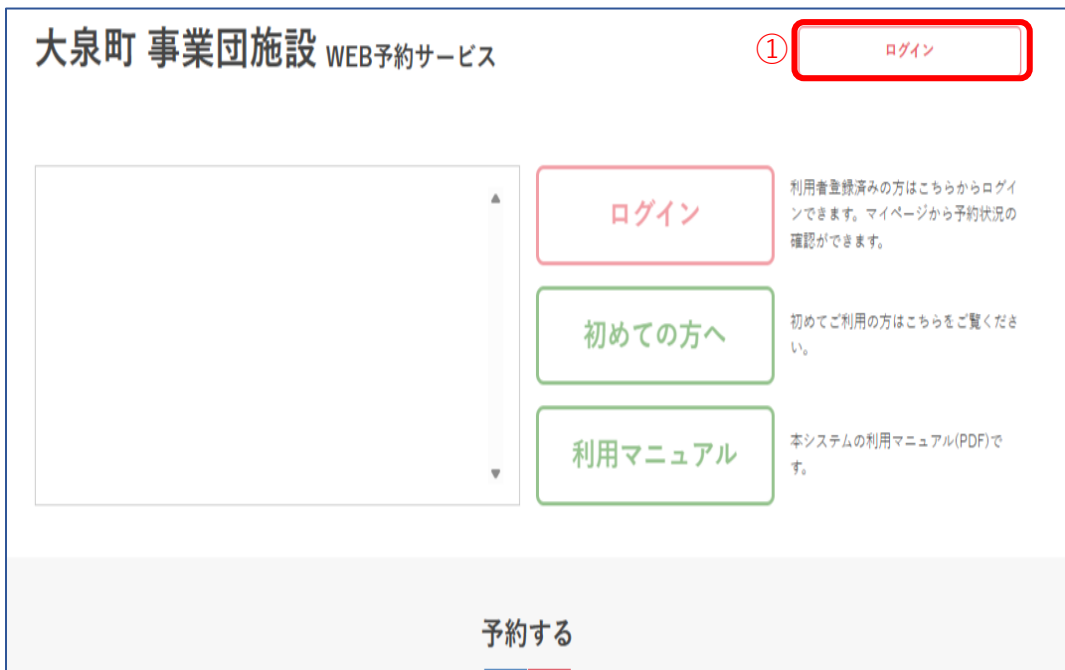 大泉町 事業団施設 WEB予約サービス
① ログイン
ログイン
利用者登録済みの方はこちらからログイ
ンできます。マイページから予約状況の
確認ができます。
初めての方へ
初めてご利用の方はこちらをご覧くださ
い。
利用マニュアル
本システムの利用マニュアル(PDF)で
す。
予約する